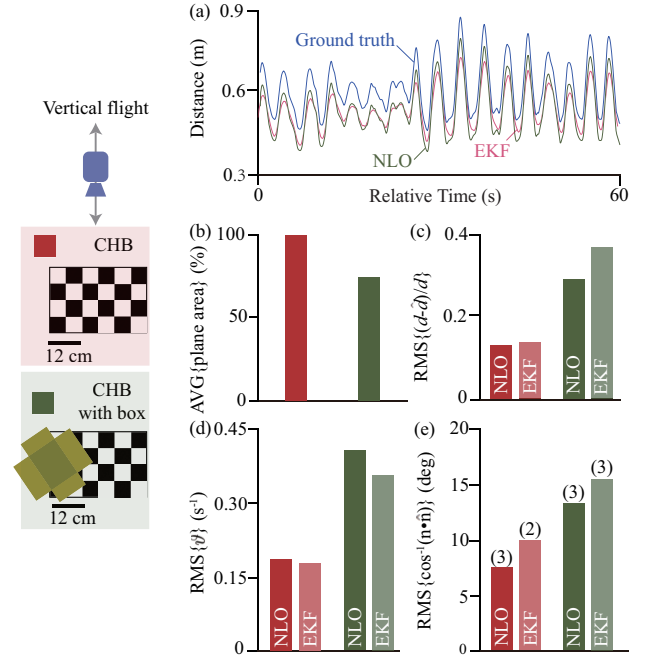 (a)
0.9
0.6
0.3
Distance (m)
Ground truth
NLO
EKF
0
Relative Time (s)
60
Vertical flight
CHB
12 cm
CHB
with box
12 cm
(b)
100
50
0
AVG{plane area} (%)
(c)
0.4
0.2
0
RMS{(d-d̂)/d}
NLO
EKF
NLO
EKF
(d)
0.45
0.30
0.15
0
RMS{ϑ} (s⁻¹)
NLO
EKF
NLO
EKF
(e)
20
15
10
5
0
RMS{cos⁻¹(n•n̂)} (deg)
(3)
(2)
(3)
(3)
NLO
EKF
NLO
EKF